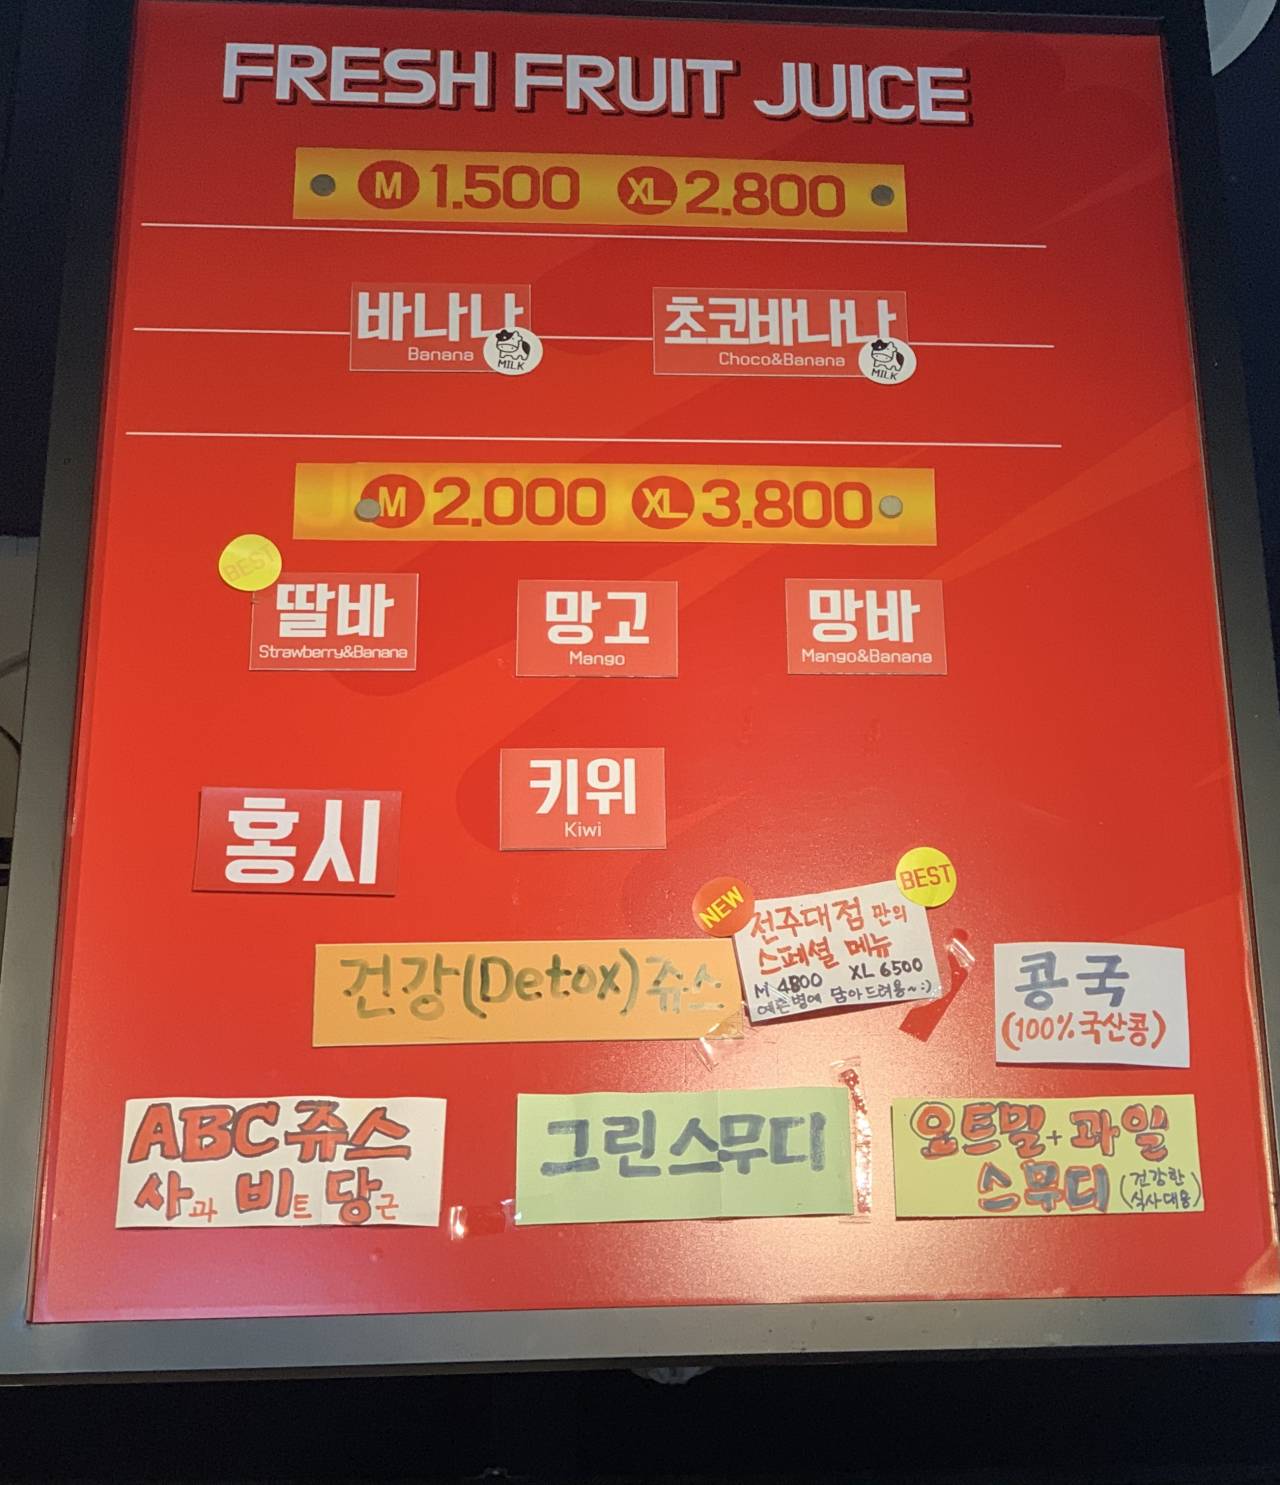 FRESH FRUIT JUICE
M 1.500 XL 2.800
바나나
Banana
MILK
초코바나나
Choco&Banana
MILK
M 2.000 XL 3.800
BEST
딸바
Strawberry&Banana
망고
Mango
망바
Mango&Banana
홍시
키위
Kiwi
건강(Detox)쥬스
NEW
BEST
전주대점 만의
스페셜 메뉴
M 4800 XL 6500
예쁜병에 담아드려용~:)
콩국
(100% 국산콩)
ABC쥬스
사과 비트 당근
그린스무디
오트밀+과일
스무디
(건강한
식사대용)